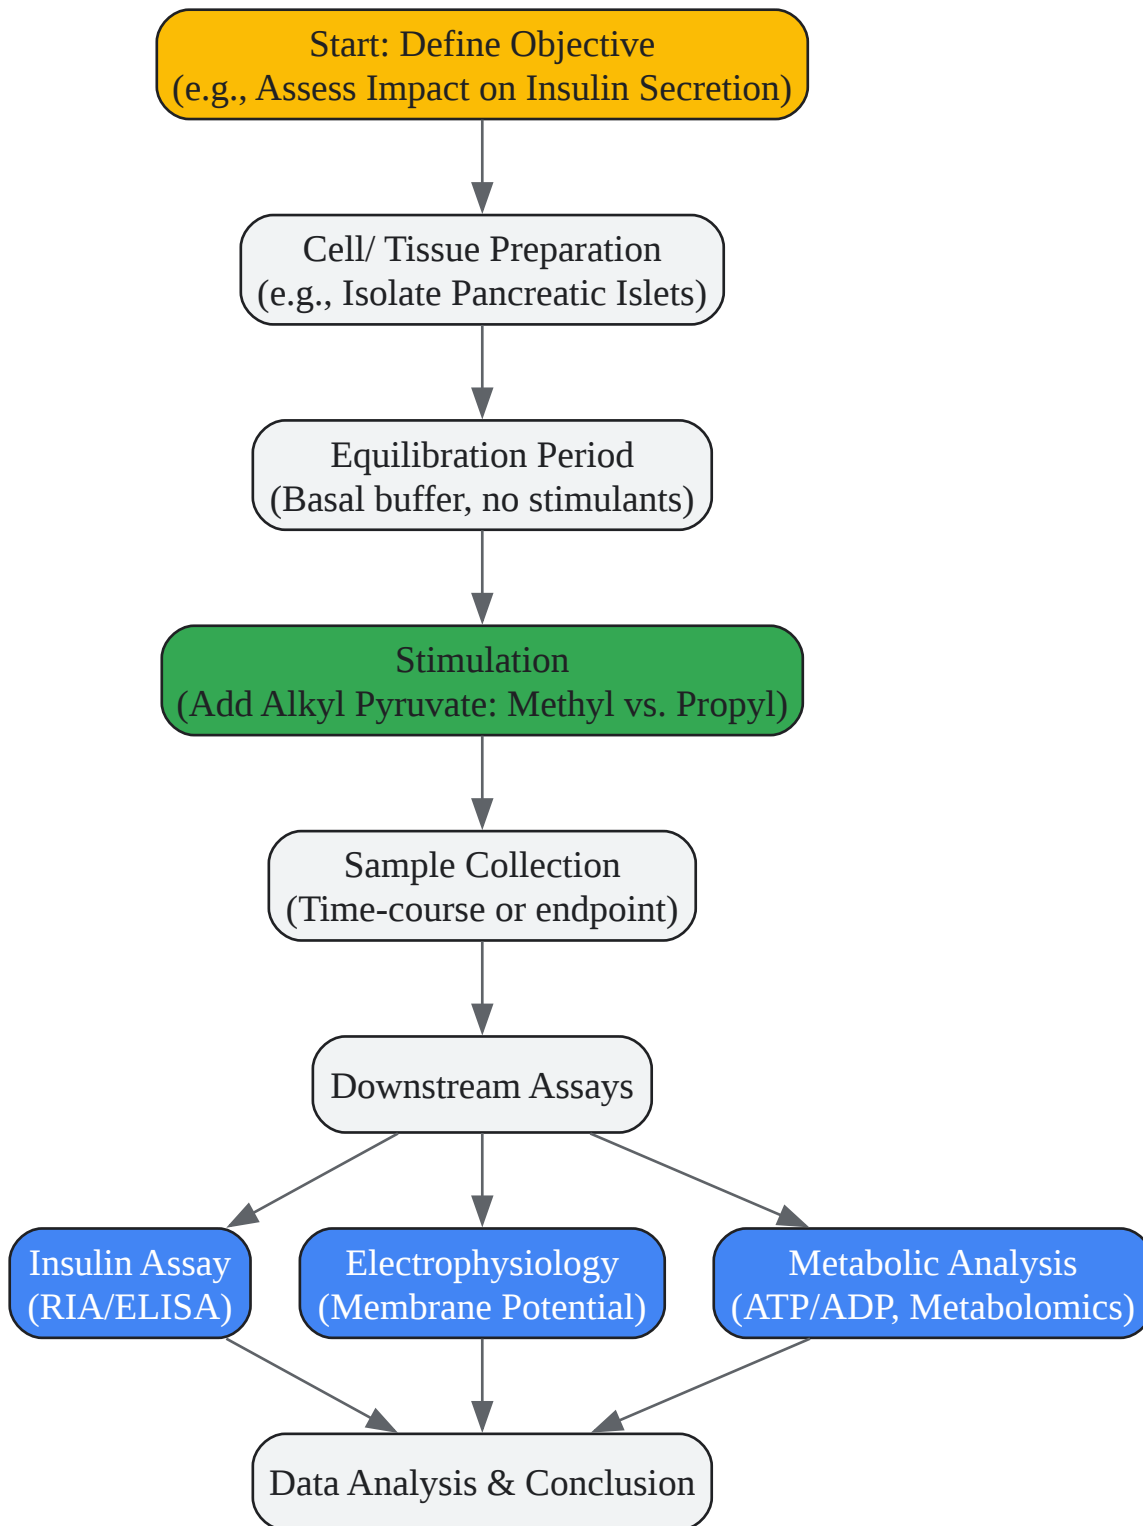 Start: Define Objective
(e.g., Assess Impact on Insulin Secretion)
Cell/ Tissue Preparation
(e.g., Isolate Pancreatic Islets)
Equilibration Period
(Basal buffer, no stimulants)
Stimulation
(Add Alkyl Pyruvate: Methyl vs. Propyl)
Sample Collection
(Time-course or endpoint)
Downstream Assays
Insulin Assay
(RIA/ELISA)
Electrophysiology
(Membrane Potential)
Metabolic Analysis
(ATP/ADP, Metabolomics)
Data Analysis & Conclusion